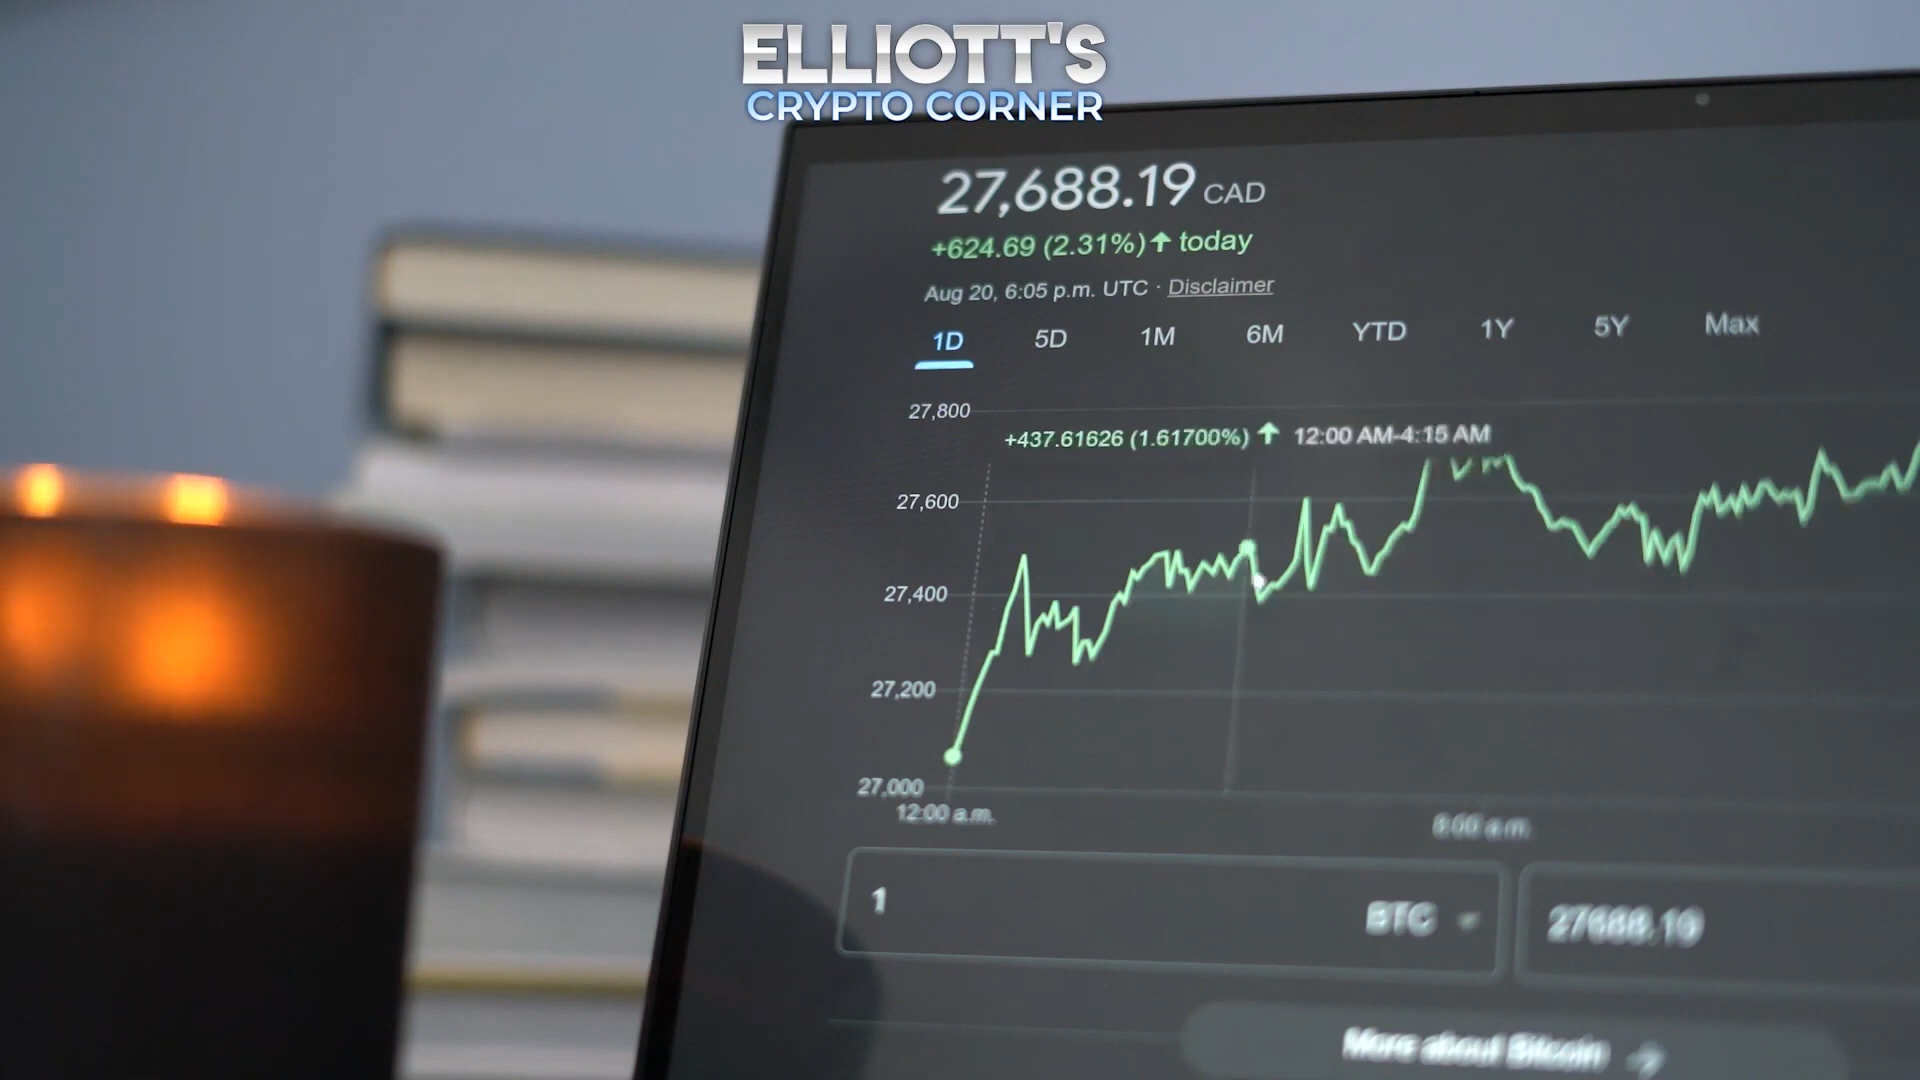 ELLIOTT'S
CRYPTO CORNER
27,688.19 CAD
+624.69 (2.31%) ↑ today
Aug 20, 6:05 p.m. UTC · Disclaimer
1D 5D 1M 6M YTD 1Y 5Y Max
27,800
+437.61626 (1.61700%) ↑ 12:00 AM-4:15 AM
27,600
27,400
27,200
27,000
12:00 a.m. 8:00 a.m.
1 BTC 27688.19
More about Bitcoin →